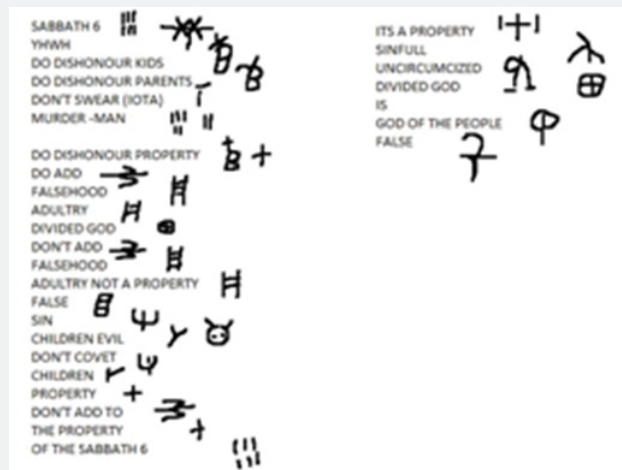 SABBATH 6
YHWH
DO DISHONOUR KIDS
DO DISHONOUR PARENTS
DON'T SWEAR (IOTA)
MURDER -MAN
DO DISHONOUR PROPERTY
DO ADD
FALSEHOOD
ADULTRY
DIVIDED GOD
DON'T ADD
FALSEHOOD
ADULTRY NOT A PROPERTY
FALSE
SIN
CHILDREN EVIL
DON'T COVET
CHILDREN
PROPERTY
DON'T ADD TO
THE PROPERTY
OF THE SABBATH 6
ITS A PROPERTY
SINFULL
UNCIRCUMCIZED
DIVIDED GOD
IS
GOD OF THE PEOPLE
FALSE